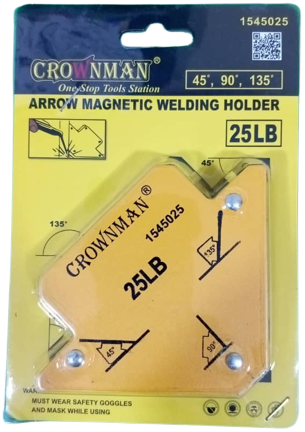 1545025
CROWNMAN®
One Stop Tools Station
45°, 90°, 135°
ARROW MAGNETIC WELDING HOLDER
25LB
45°
135°
CROWNMAN®
1545025
25LB
135°
45°
90°
MUST WEAR SAFETY GOGGLES
AND MASK WHILE USING